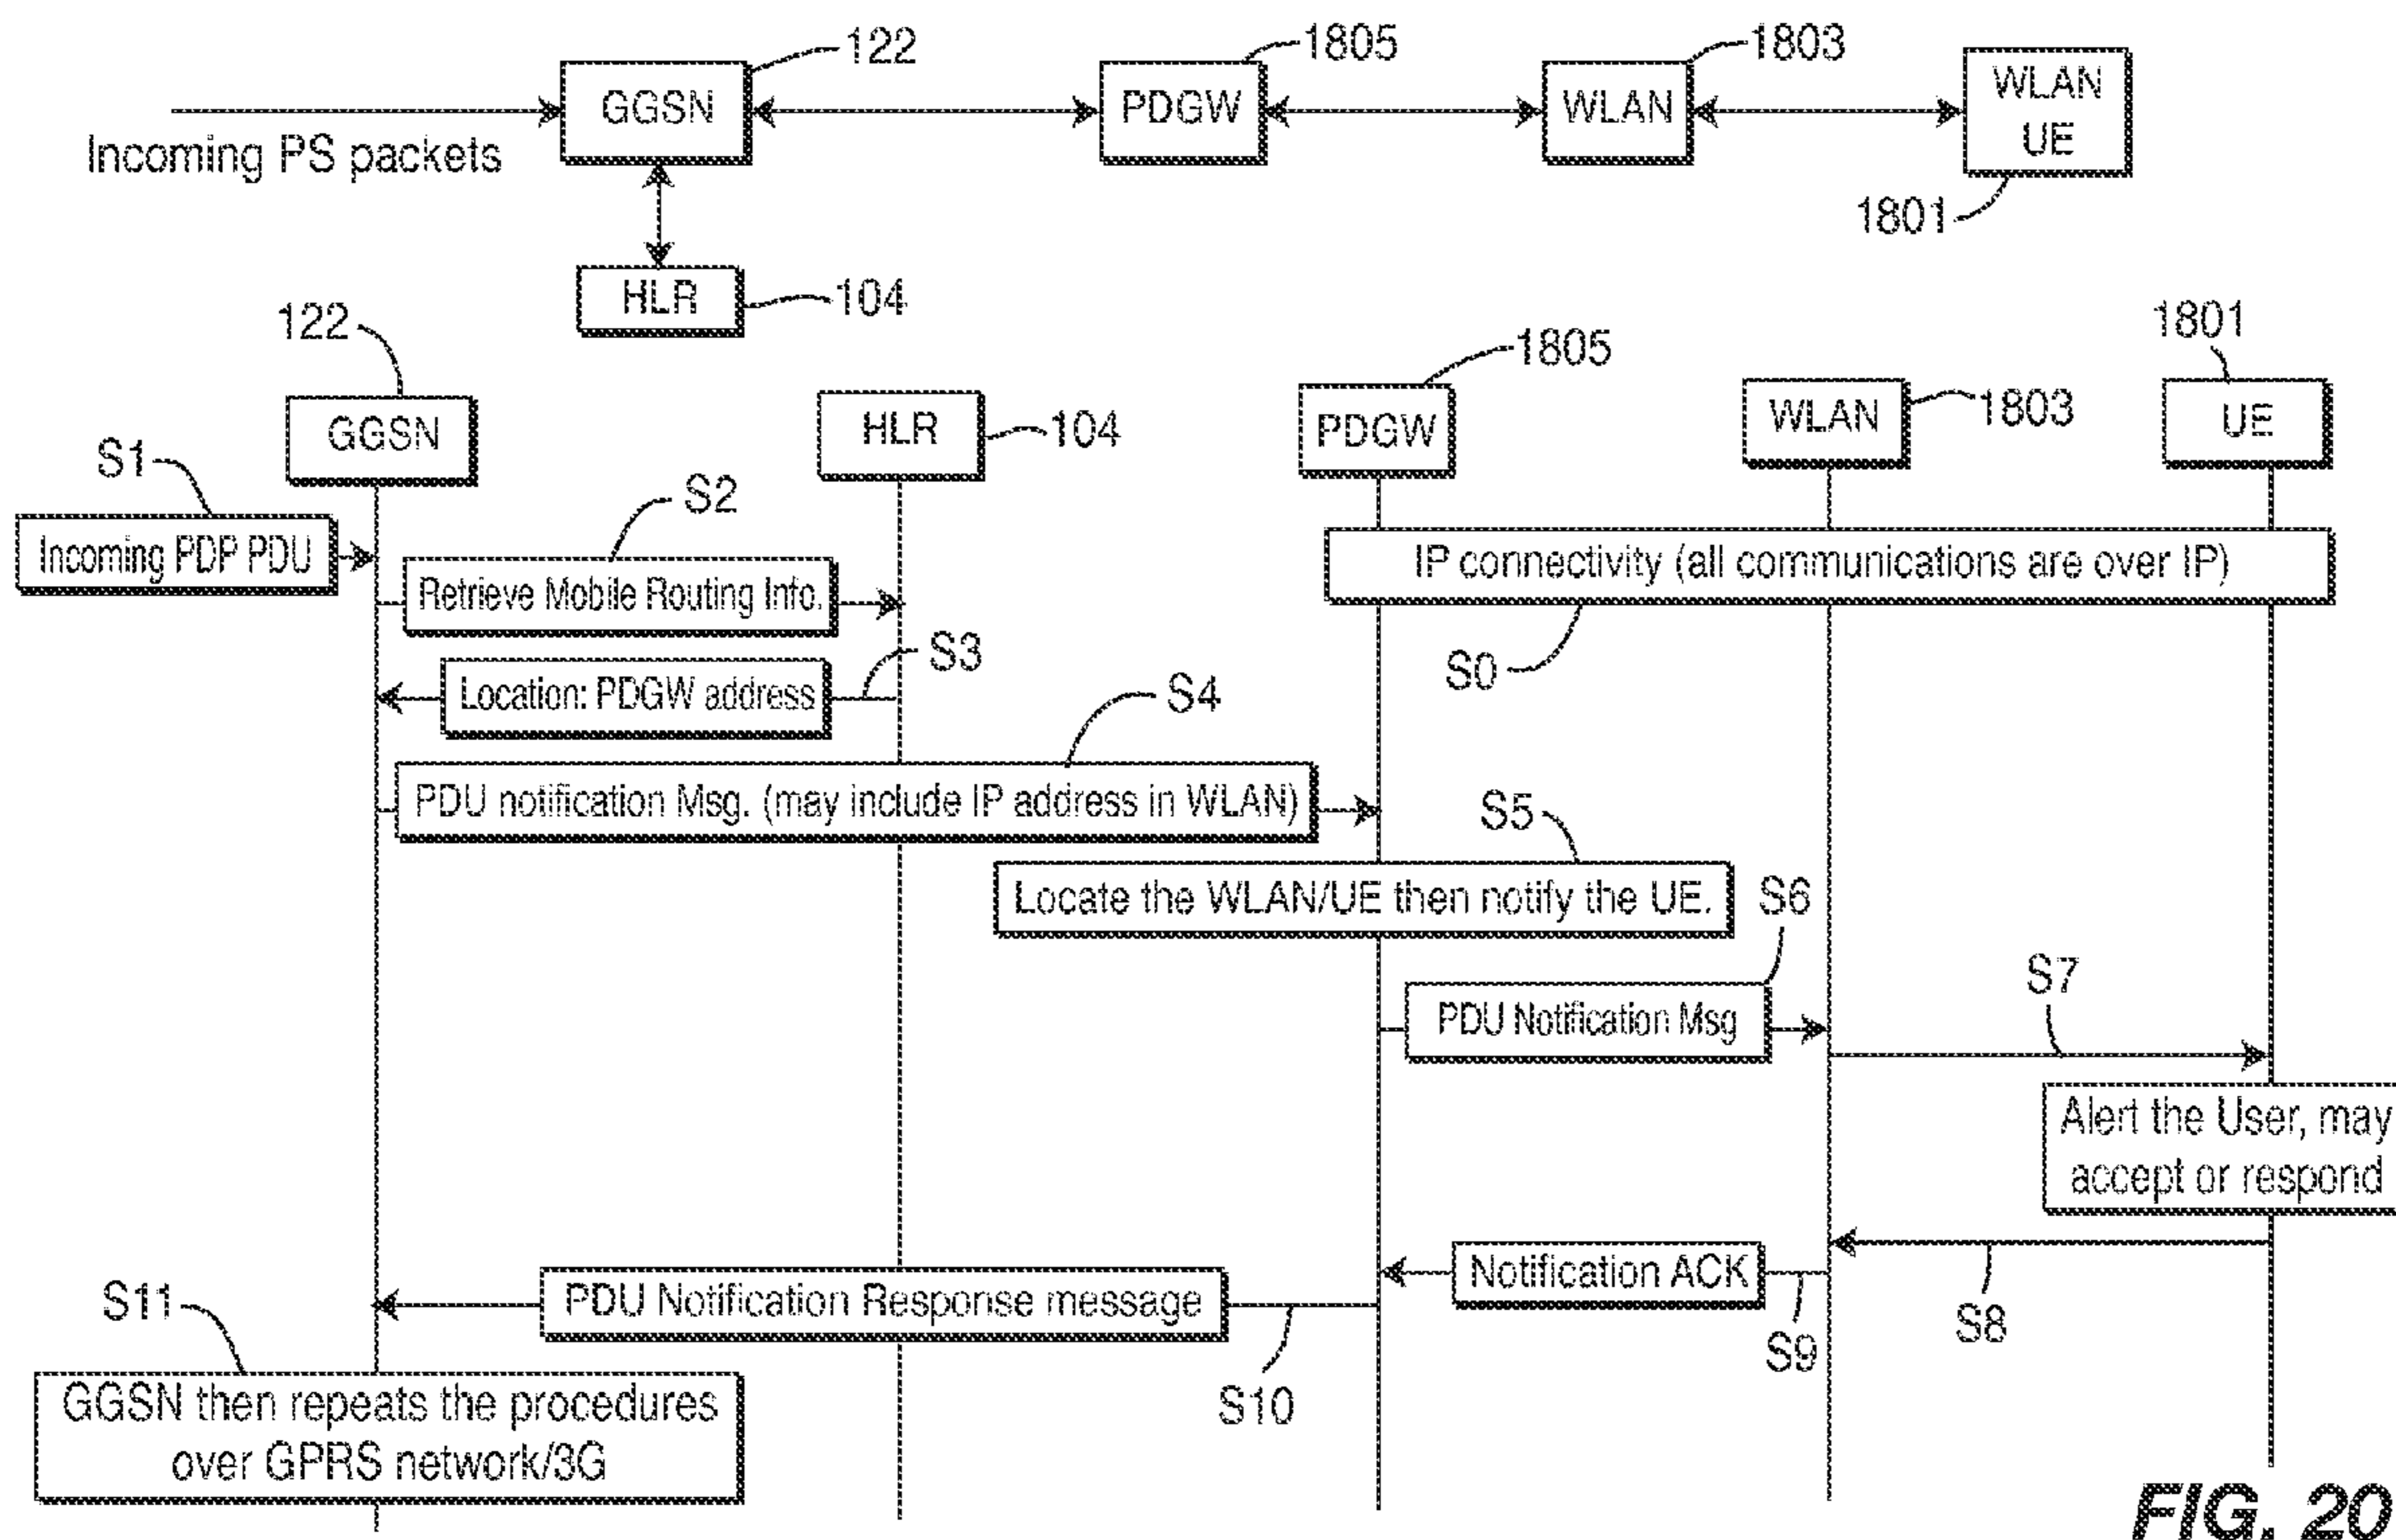 122
1805
1803
GGSN
PDGW
WLAN
WLAN
UE
Incoming PS packets
1801
HLR
104
122
1805
1801
GGSN
HLR
104
PDGW
WLAN
1803
UE
S1
S2
Incoming PDP PDU
IP connectivity (all communications are over IP)
Retrieve Mobile Routing Info.
S3
S0
Location: PDGW address
S4
PDU notification Msg. (may include IP address in WLAN)
S5
Locate the WLAN/UE then notify the UE.
S6
S7
PDU Notification Msg
Alert the User, may
accept or respond
Notification ACK
S11
PDU Notification Response message
S8
S9
S10
GGSN then repeats the procedures
over GPRS network/3G
FIG. 20